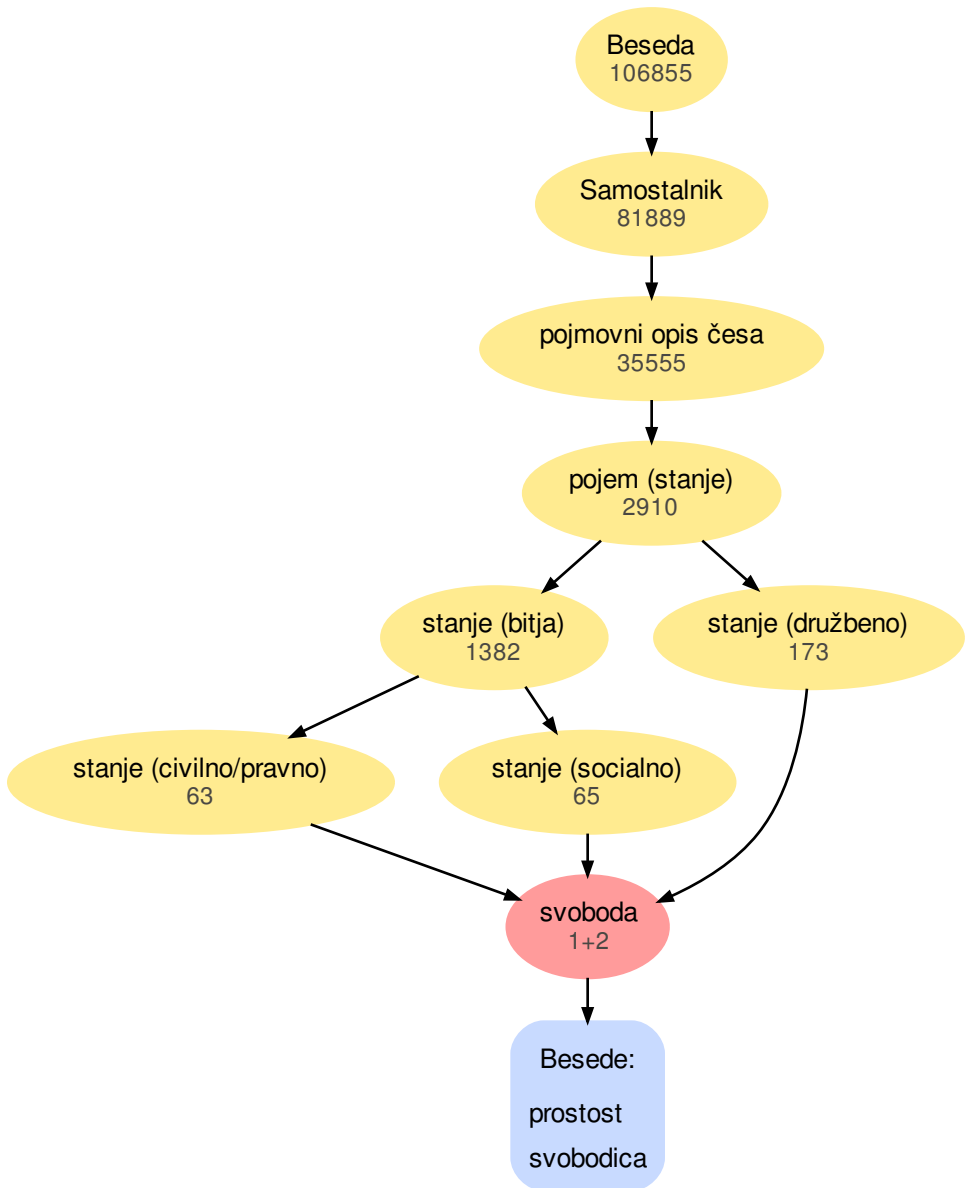 Beseda
106855
Samostalnik
81889
pojmovni opis česa
35555
pojem (stanje)
2910
stanje (bitja)
1382
stanje (družbeno)
173
stanje (civilno/pravno)
63
stanje (socialno)
65
svoboda
1+2
Besede:
prostost
svobodica